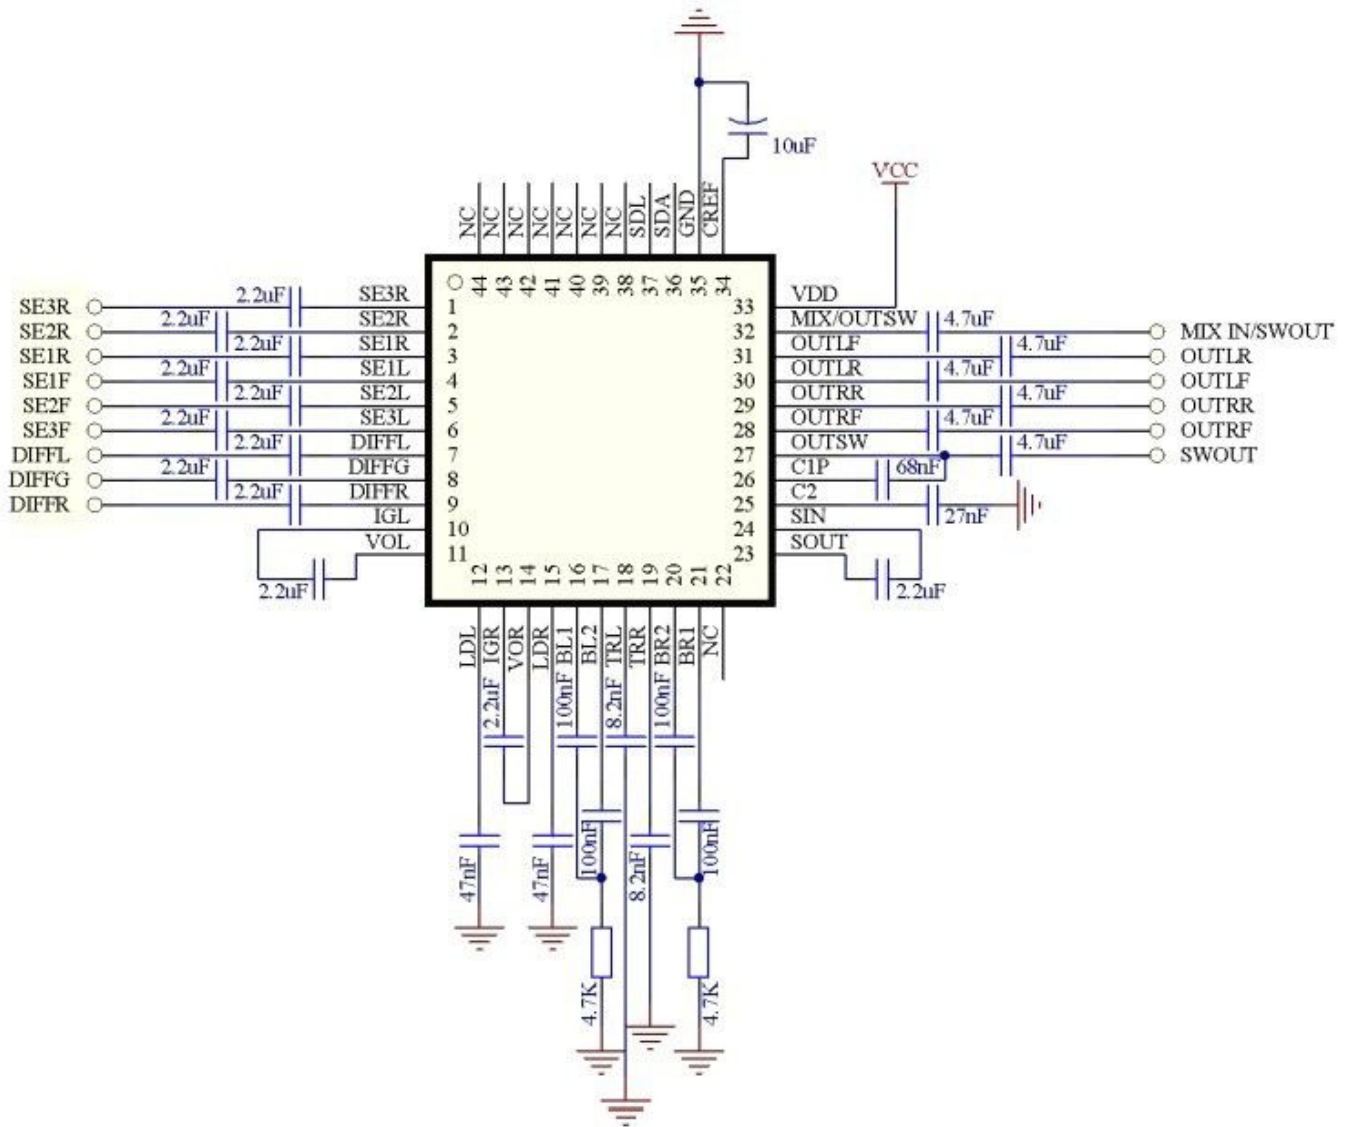 10uF
VCC
NC
NC
NC
NC
NC
NC
NC
SDL
SDA
GND
CREF
44
43
42
41
40
39
38
37
36
35
34
SE3R
2.2uF
SE3R
1
33
VDD
SE2R
2.2uF
SE2R
2
32
MIX/OUTSW
4.7uF
MIX IN/SWOUT
SE1R
2.2uF
SE1R
3
31
OUTLF
4.7uF
OUTLR
SE1F
2.2uF
SE1L
4
30
OUTLR
4.7uF
OUTLF
SE2F
2.2uF
SE2L
5
29
OUTRR
4.7uF
OUTRR
SE3F
2.2uF
SE3L
6
28
OUTRF
4.7uF
OUTRF
DIFFL
2.2uF
DIFFL
7
27
OUTSW
4.7uF
SWOUT
DIFFG
2.2uF
DIFFG
8
26
C1P
68nF
DIFFR
2.2uF
DIFFR
9
25
C2
27nF
IGL
10
24
SIN
VOL
11
23
SOUT
2.2uF
2.2uF
12
13
14
15
16
17
18
19
20
21
22
LDL
IGR
VOR
LDR
BL1
BL2
TRL
TRR
BR2
BR1
NC
2.2uF
100nF
8.2nF
100nF
47nF
47nF
100nF
8.2nF
100nF
4.7K
4.7K